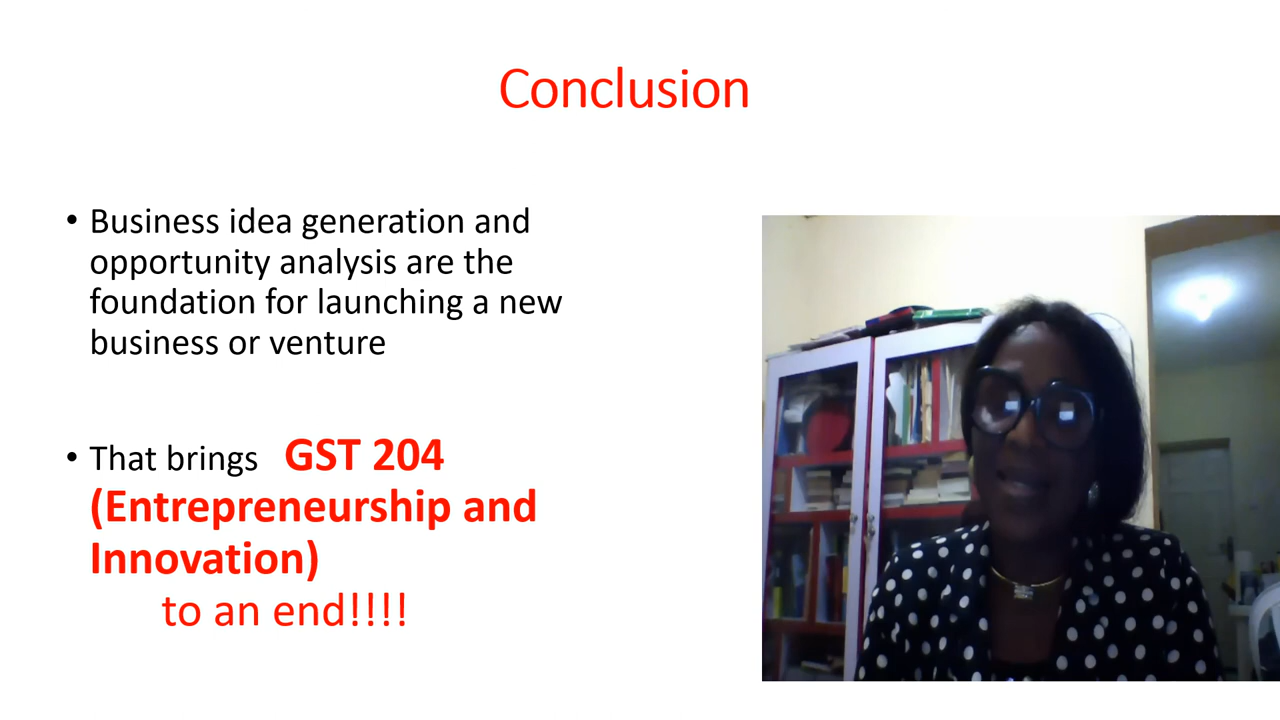 Conclusion
• Business idea generation and
opportunity analysis are the
foundation for launching a new
business or venture
• That brings GST 204
(Entrepreneurship and
Innovation)
to an end!!!!